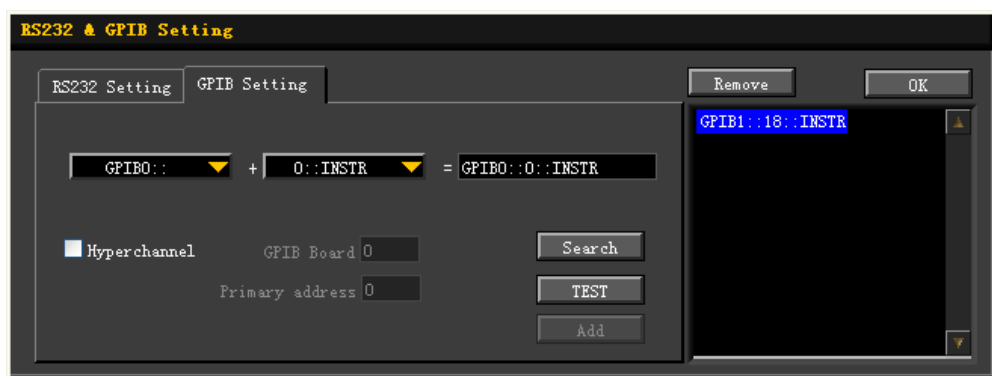 RS232 & GPIB Setting
RS232 Setting
GPIB Setting
Remove
OK
GPIB1::18::INSTR
GPIB0:: + 0::INSTR = GPIB0::0::INSTR
Hyperchannel
GPIB Board 0
Search
Primary address 0
TEST
Add